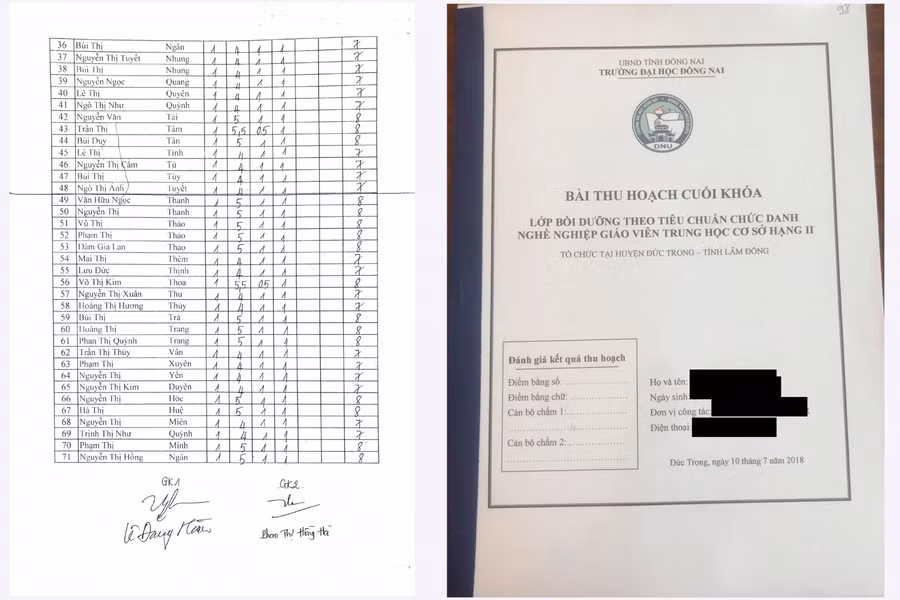 36 Bùi Thị Ngân 1 4 1 1 7
37 Nguyễn Thị Tuyết Nhung 1 4 1 1 7
38 Bùi Thị Nhung 1 4 1 1 7
39 Nguyễn Ngọc Quang 1 4 1 1 7
40 Lê Thị Quyên 1 4 1 1 7
41 Ngô Thị Như Quỳnh 1 4 1 1 7
42 Nguyễn Văn Tài 1 5 1 1 8
43 Trần Thị Tâm 1 5,5 0,5 1 8
44 Bùi Duy Tân 1 5 1 1 8
45 Lê Thị Tình 1 4 1 1 7
46 Nguyễn Thị Cẩm Tú 1 4 1 1 7
47 Bùi Thị Túy 1 4 1 1 7
48 Ngô Thị Ánh Tuyết 1 4 1 1 7
49 Văn Hữu Ngọc Thanh 1 5 1 1 8
50 Nguyễn Thị Thanh 1 5 1 1 8
51 Vũ Thị Thảo 1 5 1 1 8
52 Phạm Thị Thảo 1 5 1 1 8
53 Đàm Gia Lan Thảo 1 5 1 1 8
54 Mai Thị Thêm 1 4 1 1 7
55 Lưu Đức Thịnh 1 4 1 1 7
56 Võ Thị Kim Thoa 1 5,5 0,5 1 8
57 Nguyễn Thị Xuân Thu 1 4 1 1 7
58 Hoàng Thị Hương Thủy 1 4 1 1 7
59 Bùi Thị Trà 1 5 1 1 8
60 Hoàng Thị Trang 1 5 1 1 8
61 Phan Thị Quỳnh Trang 1 5 1 1 8
62 Trần Thị Thúy Vân 1 4 1 1 7
63 Phạm Thị Xuyên 1 4 1 1 7
64 Nguyễn Thị Yến 1 4 1 1 7
65 Nguyễn Thị Kim Duyên 1 4 1 1 7
66 Nguyễn Thị Hóc 1 5 1 1 8
67 Hà Thị Huệ 1 5 1 1 8
68 Nguyễn Thị Miên 1 4 1 1 7
69 Trịnh Thị Như Quỳnh 1 4 1 1 7
70 Phạm Thị Minh 1 5 1 1 8
71 Nguyễn Thị Hồng Ngân 1 5 1 1 8
GK1 GK2
Phan Thị Hồng Hà
98
UBND TỈNH ĐỒNG NAI
TRƯỜNG ĐẠI HỌC ĐỒNG NAI
DNU
BÀI THU HOẠCH CUỐI KHÓA
LỚP BỒI DƯỠNG THEO TIÊU CHUẨN CHỨC DANH
NGHỀ NGHIỆP GIÁO VIÊN TRUNG HỌC CƠ SỞ HẠNG II
TỔ CHỨC TẠI HUYỆN ĐỨC TRỌNG – TỈNH LÂM ĐỒNG
Đánh giá kết quả thu hoạch
Điểm bằng số:
Điểm bằng chữ:
Cán bộ chấm 1:
Cán bộ chấm 2:
Họ và tên:
Ngày sinh:
Đơn vị công tác:
Điện thoại:
Đức Trọng, ngày 10 tháng 7 năm 2018